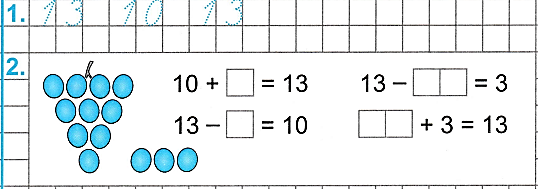 1. 13 10 13
2.
10 + □ = 13
13 – □ = 10
13 – □□ = 3
□□ + 3 = 13